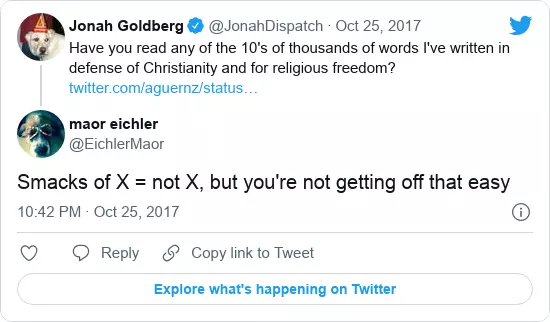 Jonah Goldberg @JonahDispatch · Oct 25, 2017
Have you read any of the 10's of thousands of words I've written in
defense of Christianity and for religious freedom?
twitter.com/aguernz/status…
maor eichler
@EichlerMaor
Smacks of X = not X, but you're not getting off that easy
10:42 PM · Oct 25, 2017
Reply Copy link to Tweet
Explore what's happening on Twitter